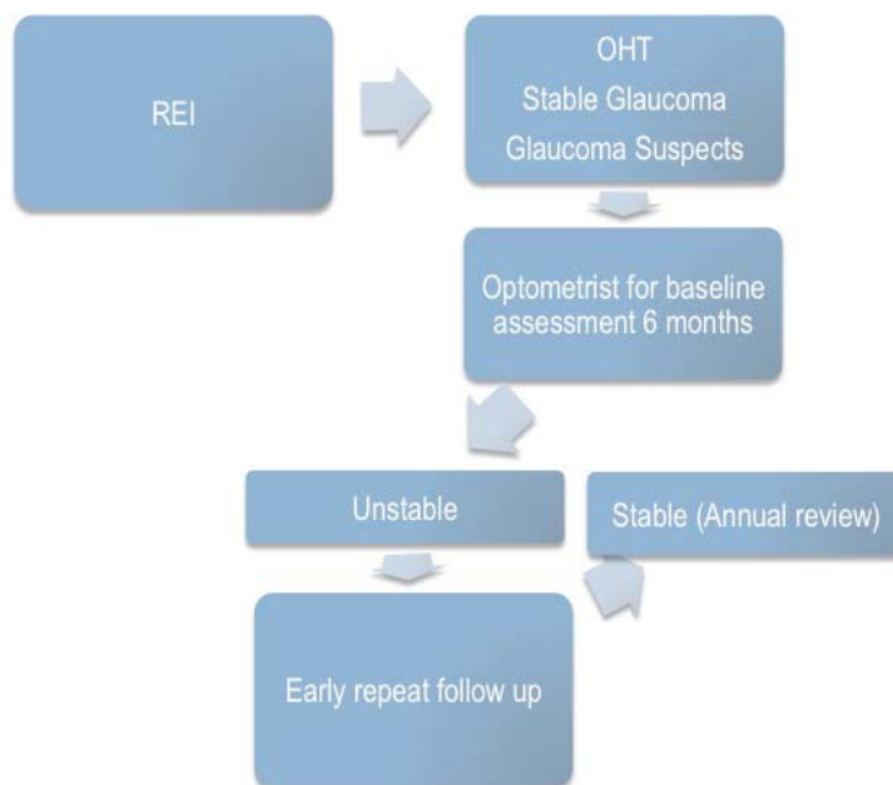 REI
OHT
Stable Glaucoma
Glaucoma Suspects
Optometrist for baseline
assessment 6 months
Unstable
Stable (Annual review)
Early repeat follow up